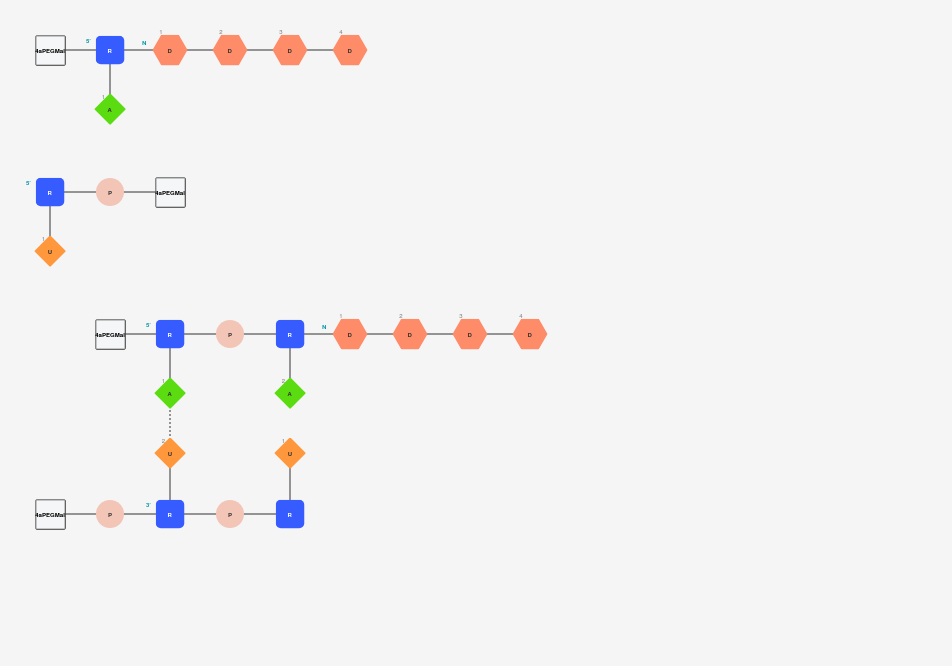 5' N 1 2 3 4
4aPEGMal R D D D D
1
A
5' R P 4aPEGMal
1
U
5' N 1 2 3 4
4aPEGMal R P R D D D D
1 2
A A
2 1
U U
3'
4aPEGMal P R P R